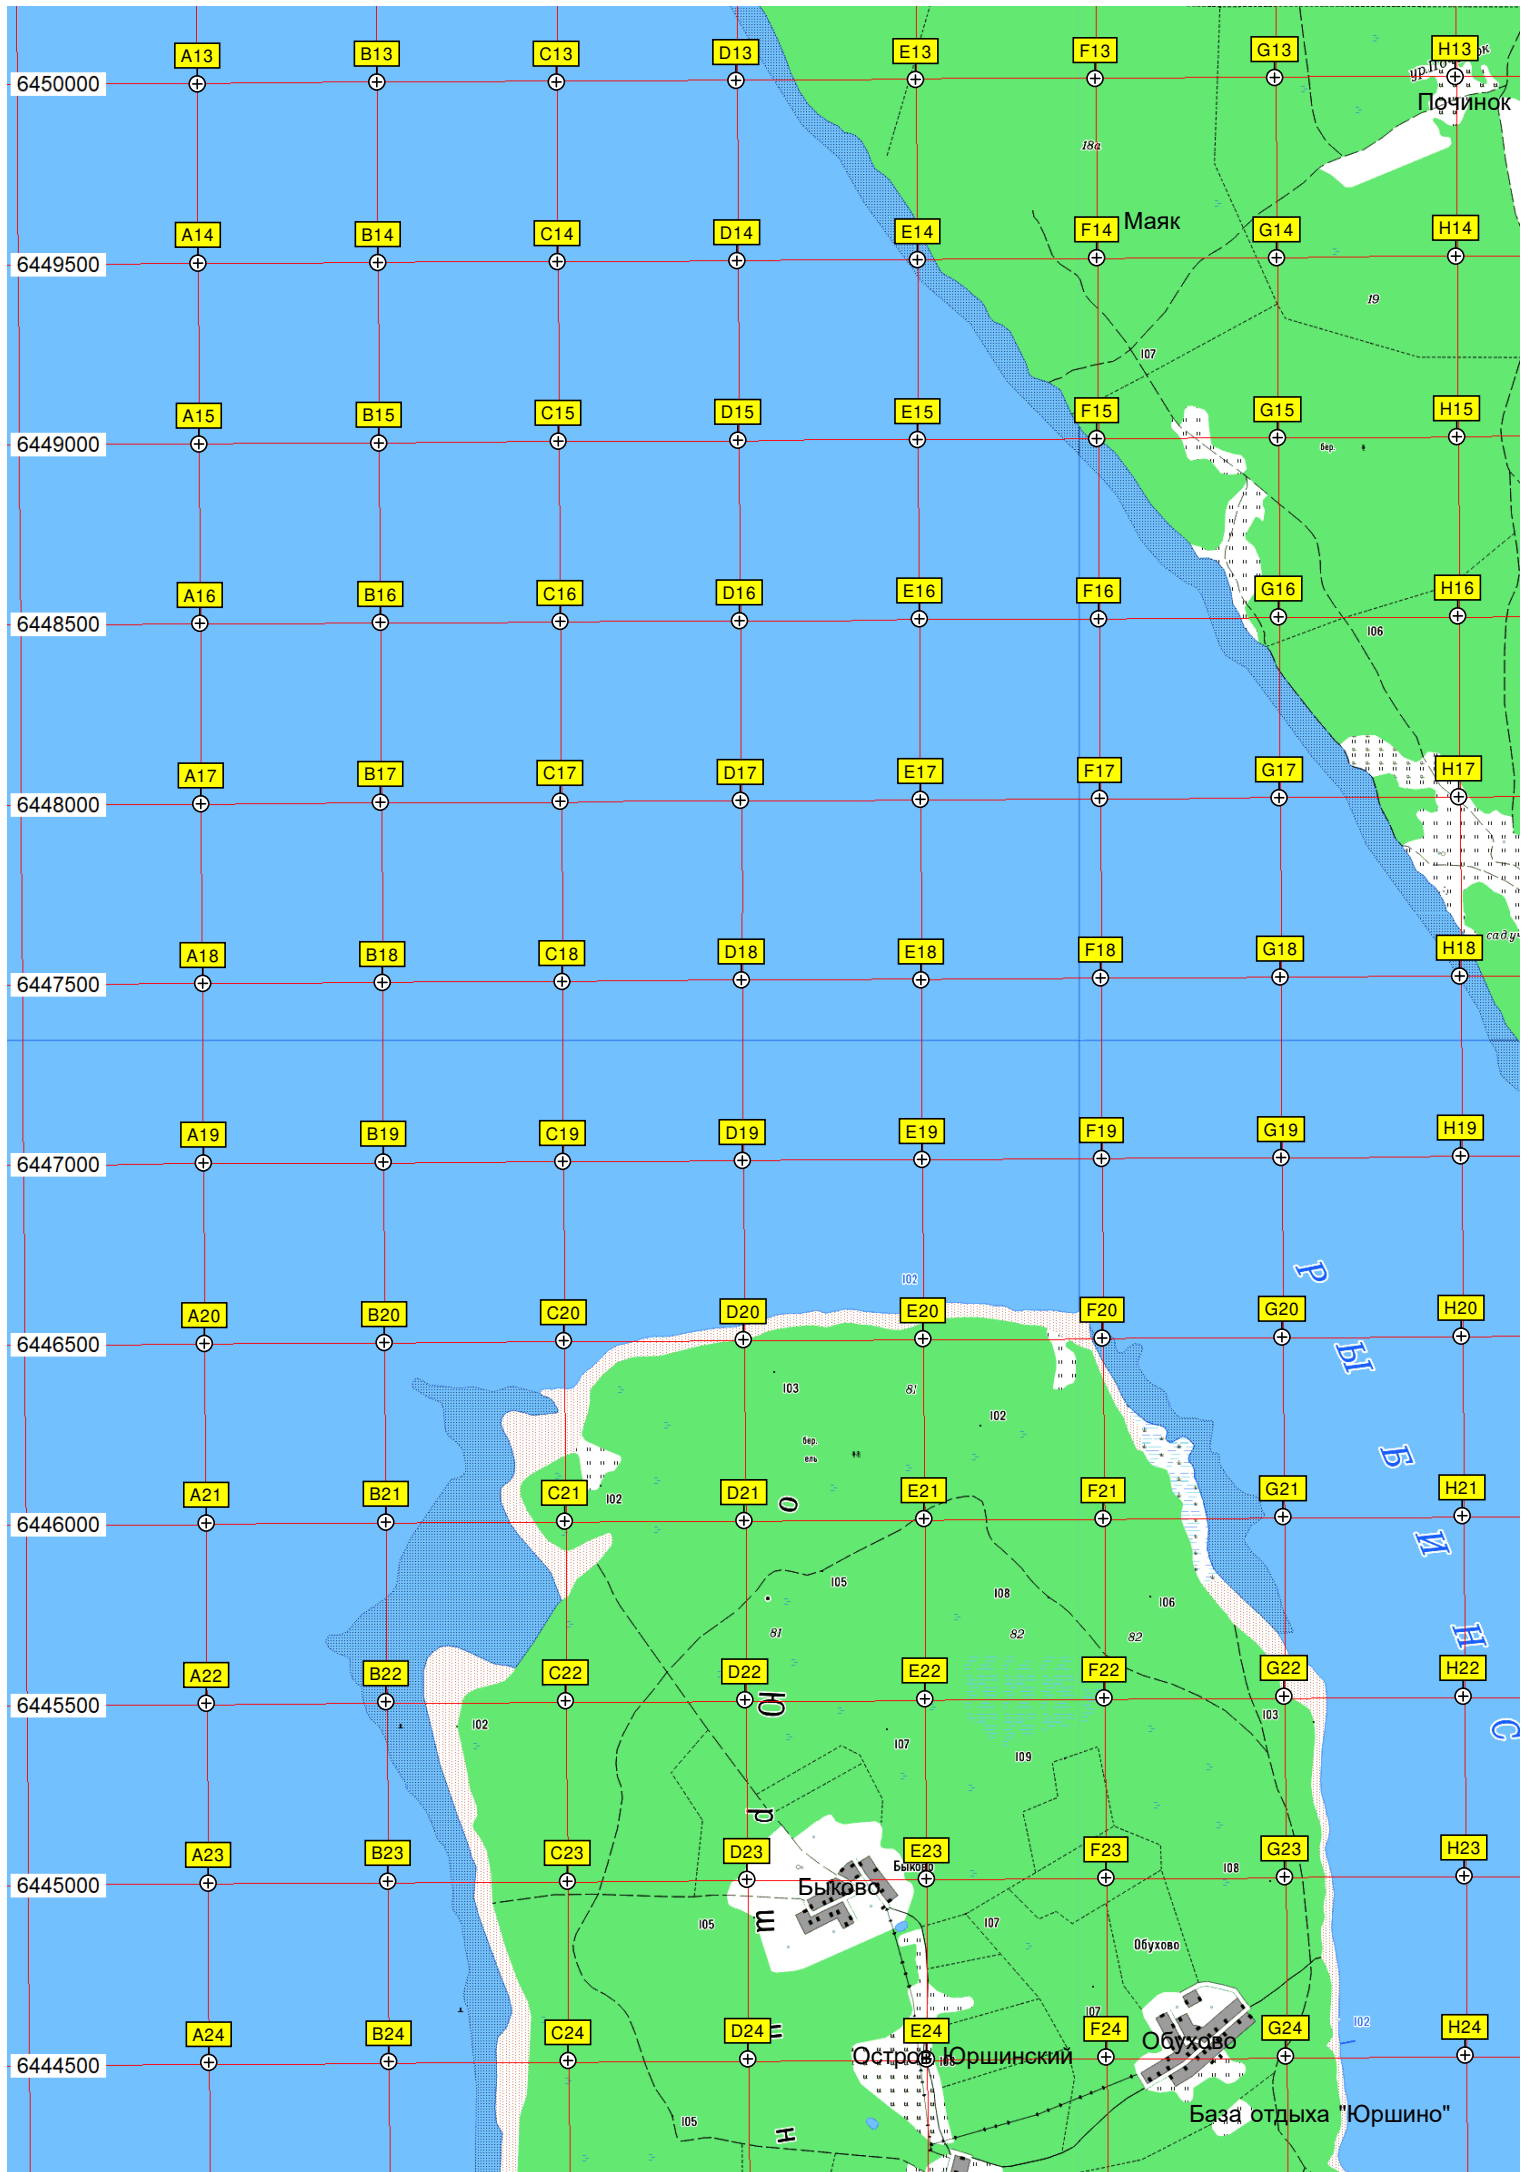 A13 B13 C13 D13 E13 F13 G13 H13
6450000
Починок
18а
Маяк
A14 B14 C14 D14 E14 F14 G14 H14
6449500
19
107
A15 B15 C15 D15 E15 F15 G15 H15
6449000
бер.
A16 B16 C16 D16 E16 F16 G16 H16
6448500
106
A17 B17 C17 D17 E17 F17 G17 H17
6448000
сад.уч
A18 B18 C18 D18 E18 F18 G18 H18
6447500
A19 B19 C19 D19 E19 F19 G19 H19
6447000
Р Ы Б И Н С
102
A20 B20 C20 D20 E20 F20 G20 H20
6446500
103
81
102
бер.
ель
102
A21 B21 C21 D21 E21 F21 G21 H21
6446000
о
105
108
106
81
82
82
A22 B22 C22 D22 E22 F22 G22 H22
6445500
Ю
102
103
107
109
р
A23 B23 C23 D23 E23 F23 G23 H23
6445000
Быково
Быково
108
ш
105
107
Обухово
107
102
A24 B24 C24 D24 E24 F24 G24 H24
6444500
и
Обухово
Остров Юршинский
108
База отдыха "Юршино"
105
н